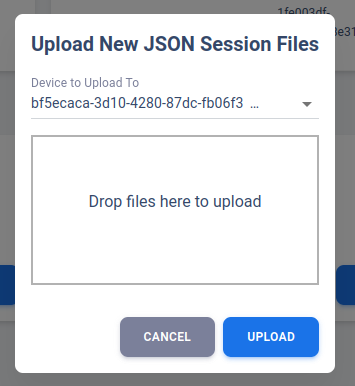 1fe003df-
3e31
Upload New JSON Session Files
Device to Upload To
bf5ecaca-3d10-4280-87dc-fb06f3 ...
Drop files here to upload
CANCEL
UPLOAD